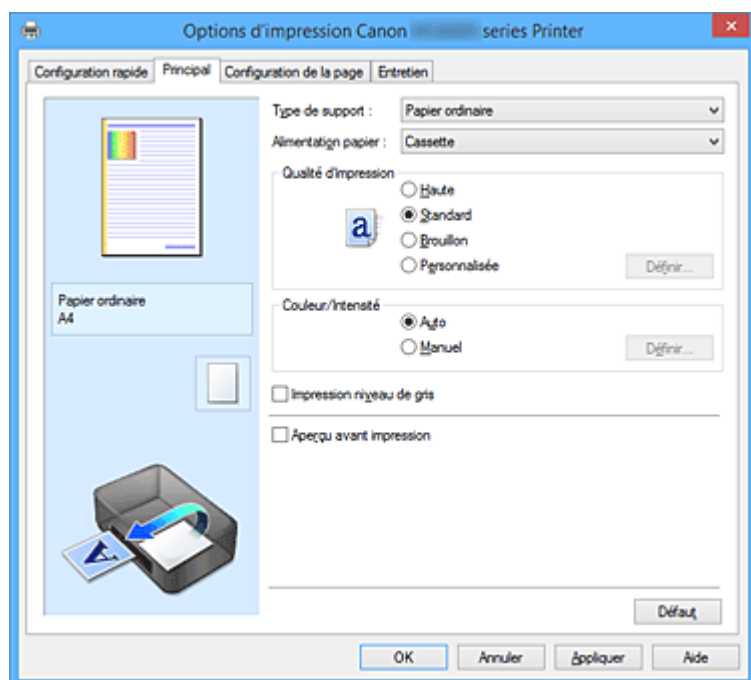 Options d'impression Canon series Printer
Configuration rapide Principal Configuration de la page Entretien
Type de support : Papier ordinaire
Alimentation papier : Cassette
Qualité d'impression
Haute
Standard
Brouillon
Personnalisée Définir...
Papier ordinaire
A4
Couleur/Intensité
Auto
Manuel Définir...
Impression niveau de gris
Aperçu avant impression
a
A
Défaut
OK Annuler Appliquer Aide